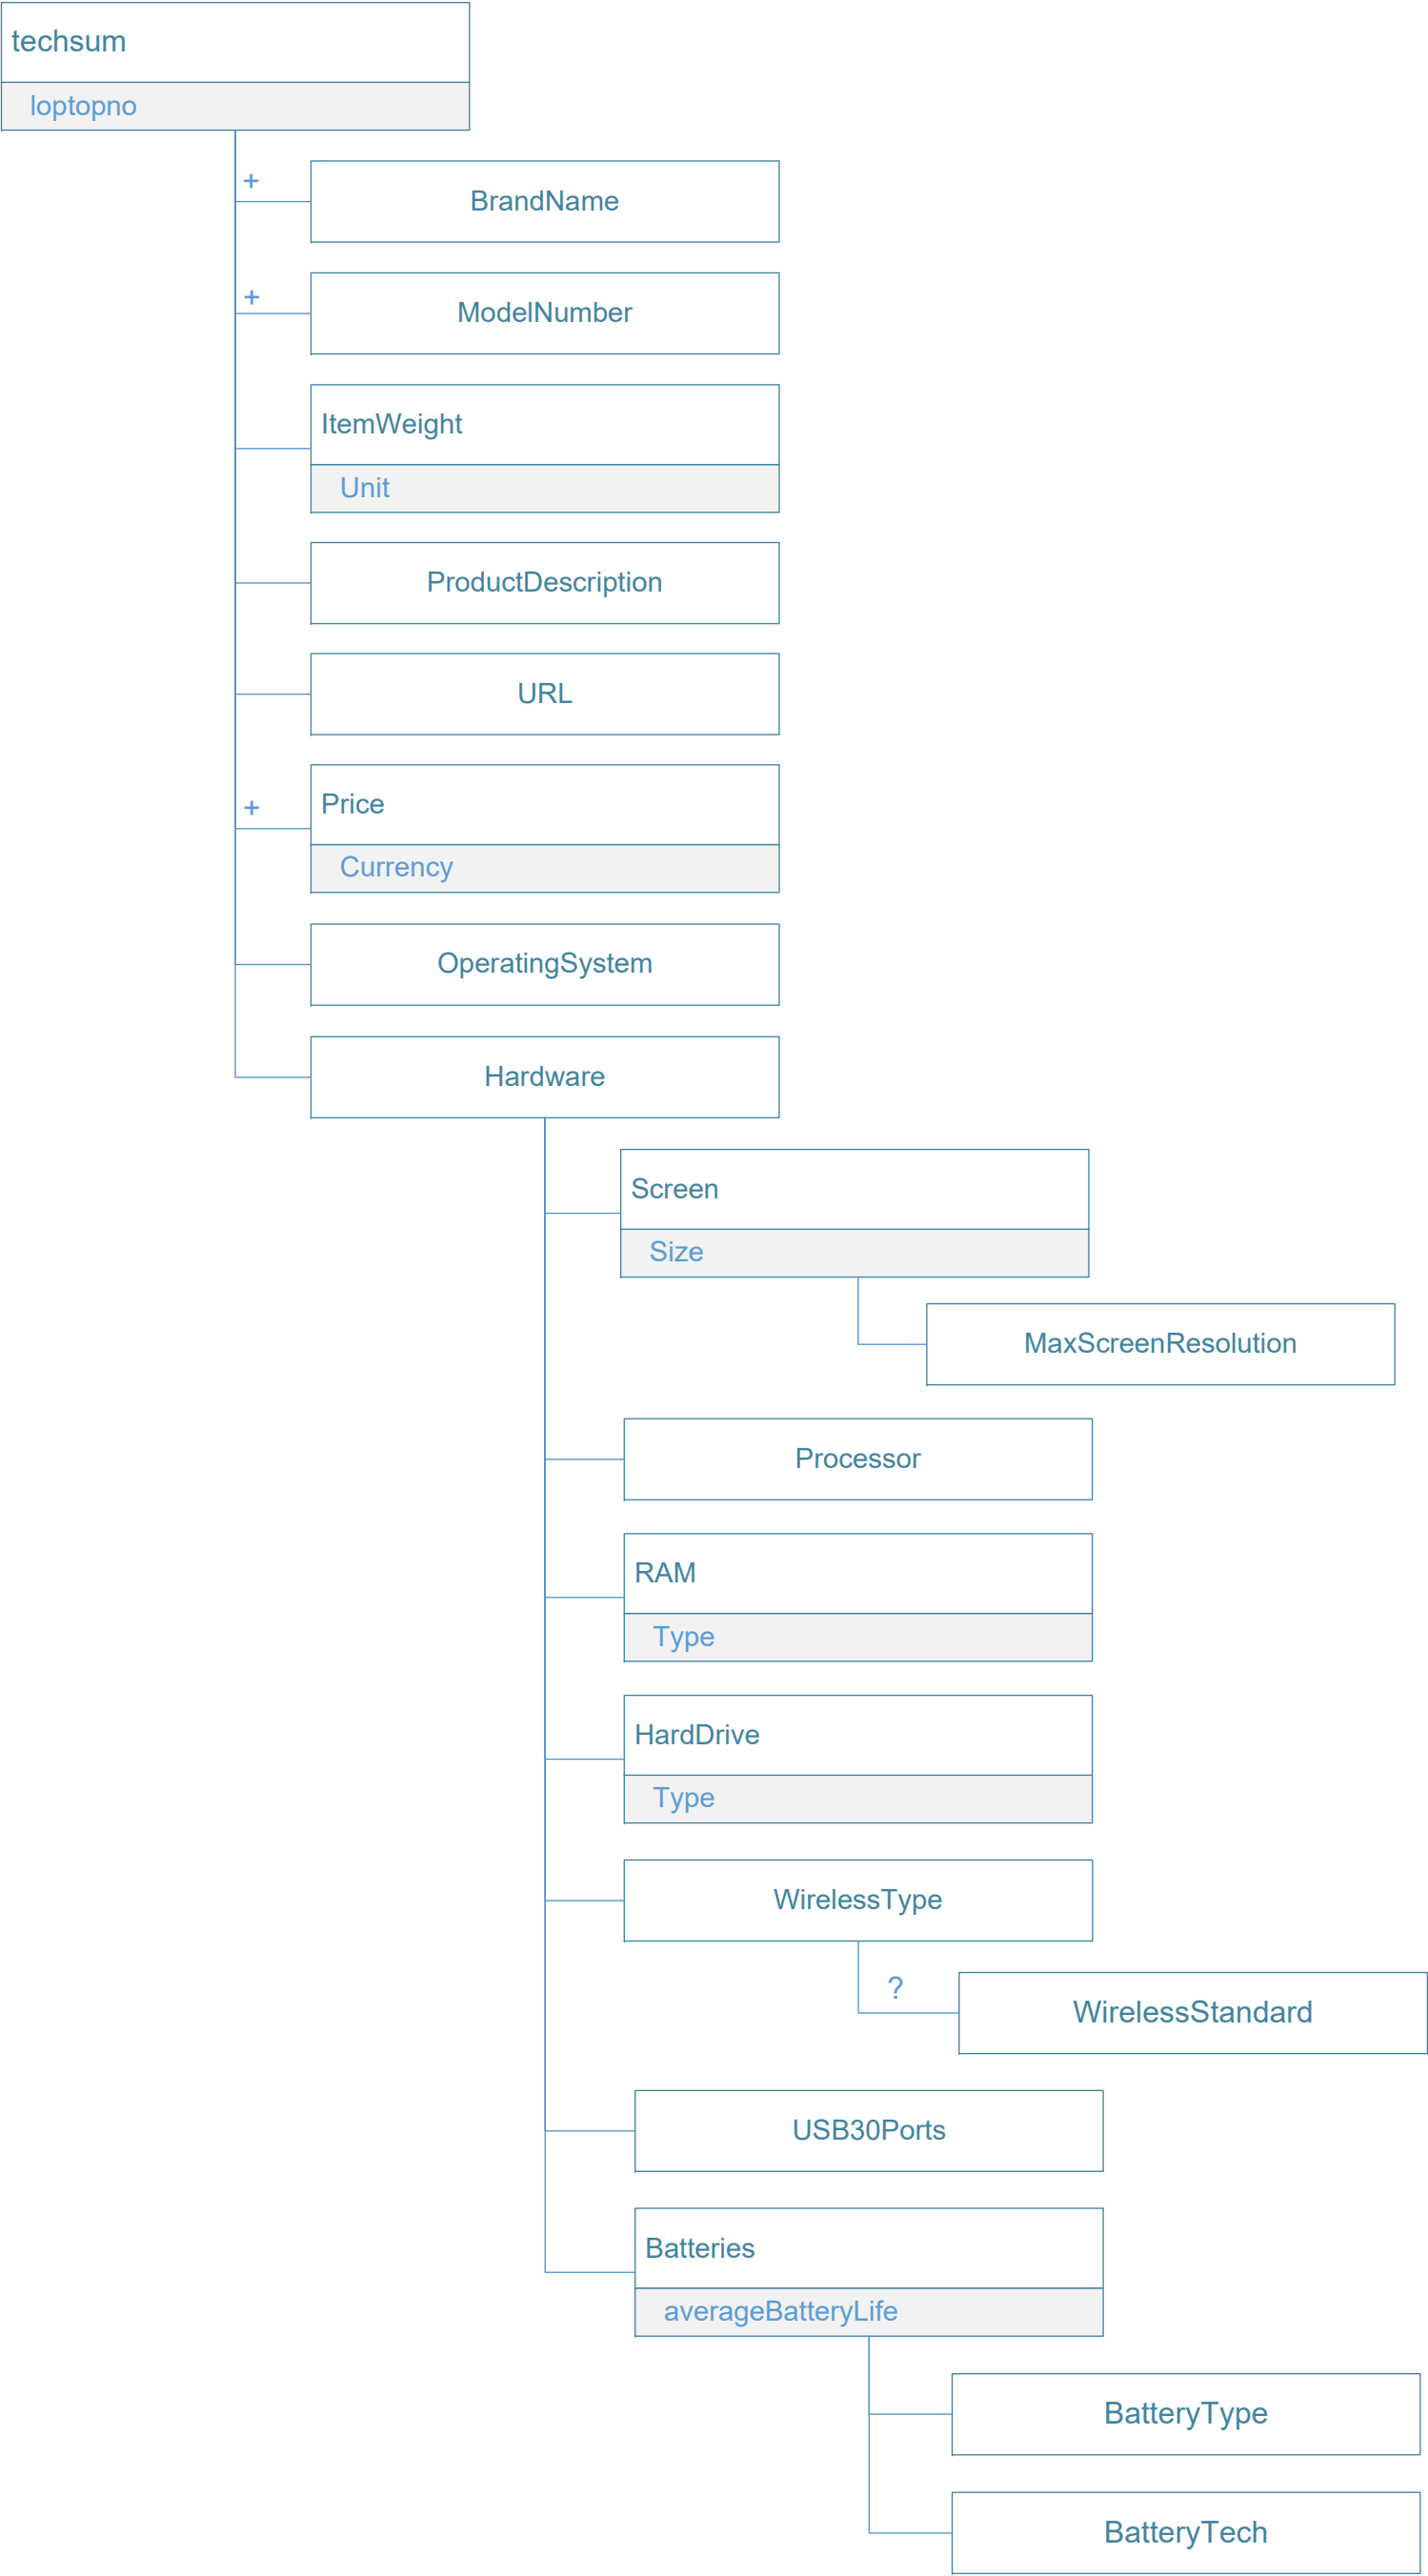 techsum
loptopno
+
BrandName
+
ModelNumber
ItemWeight
Unit
ProductDescription
URL
Price
+
Currency
OperatingSystem
Hardware
Screen
Size
MaxScreenResolution
Processor
RAM
Type
HardDrive
Type
WirelessType
?
WirelessStandard
USB30Ports
Batteries
averageBatteryLife
BatteryType
BatteryTech